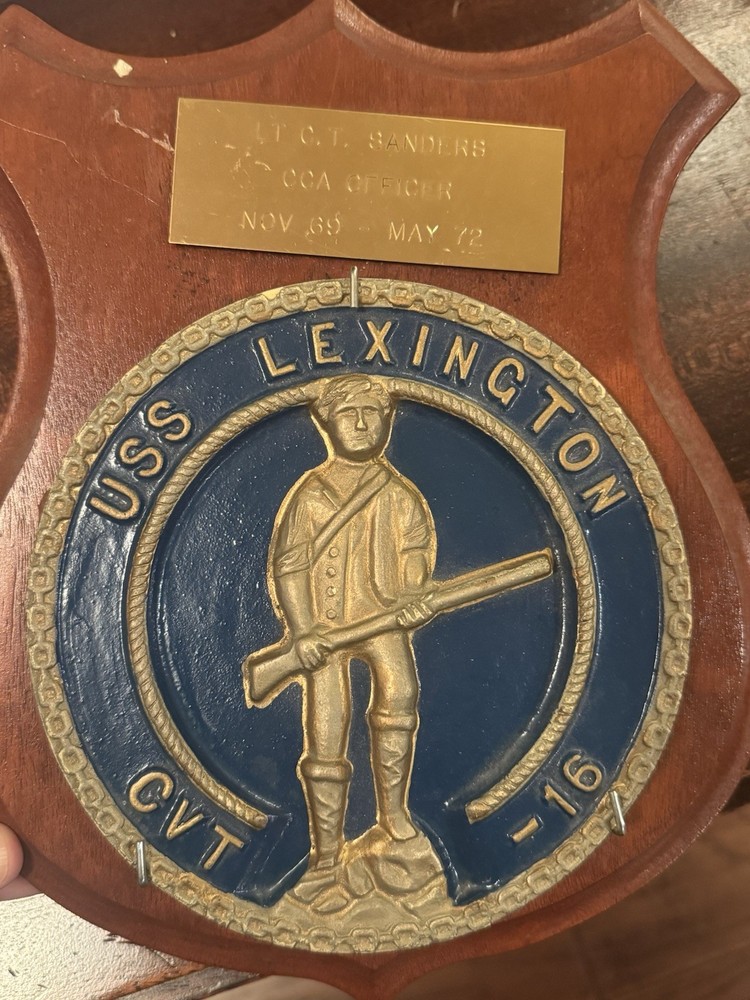 LT C.T. SANDERS
CCA OFFICER
NOV 69 - MAY 72
USS LEXINGTON
CVT -16